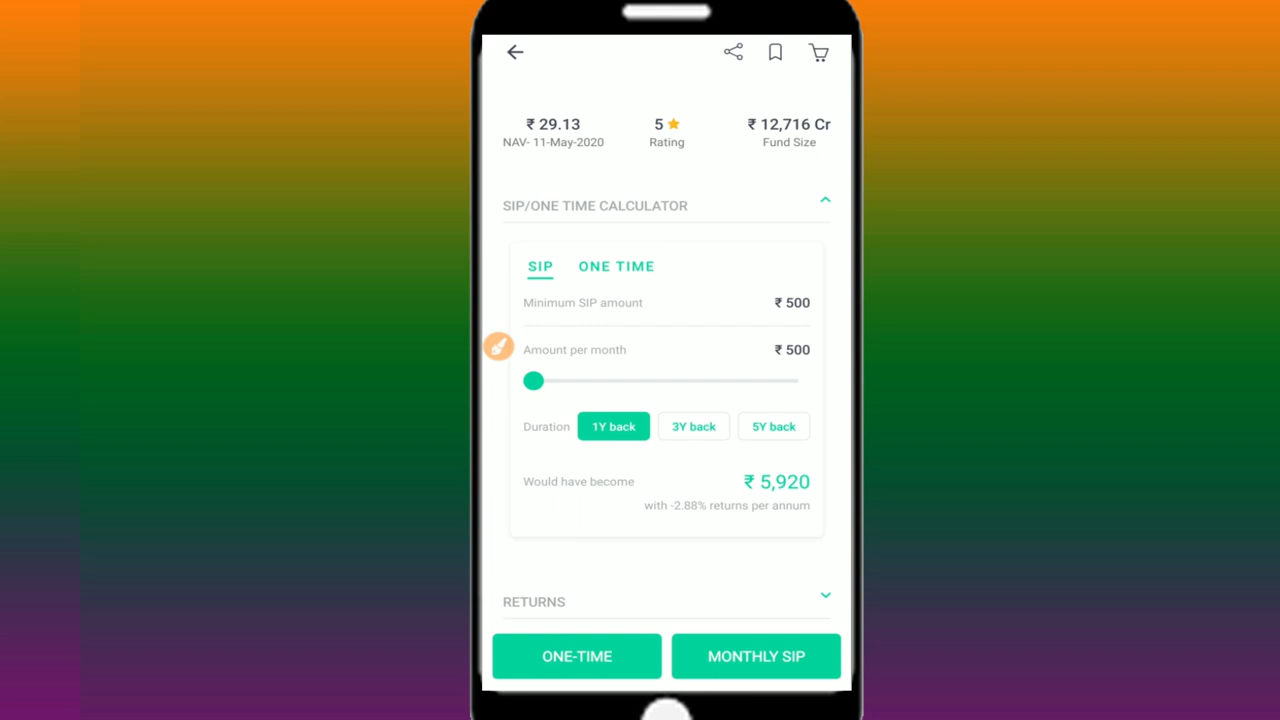 ₹ 29.13
NAV- 11-May-2020
5
Rating
₹ 12,716 Cr
Fund Size
SIP/ONE TIME CALCULATOR
SIP ONE TIME
Minimum SIP amount ₹ 500
Amount per month ₹ 500
Duration 1Y back 3Y back 5Y back
Would have become ₹ 5,920
with -2.88% returns per annum
RETURNS
ONE-TIME MONTHLY SIP